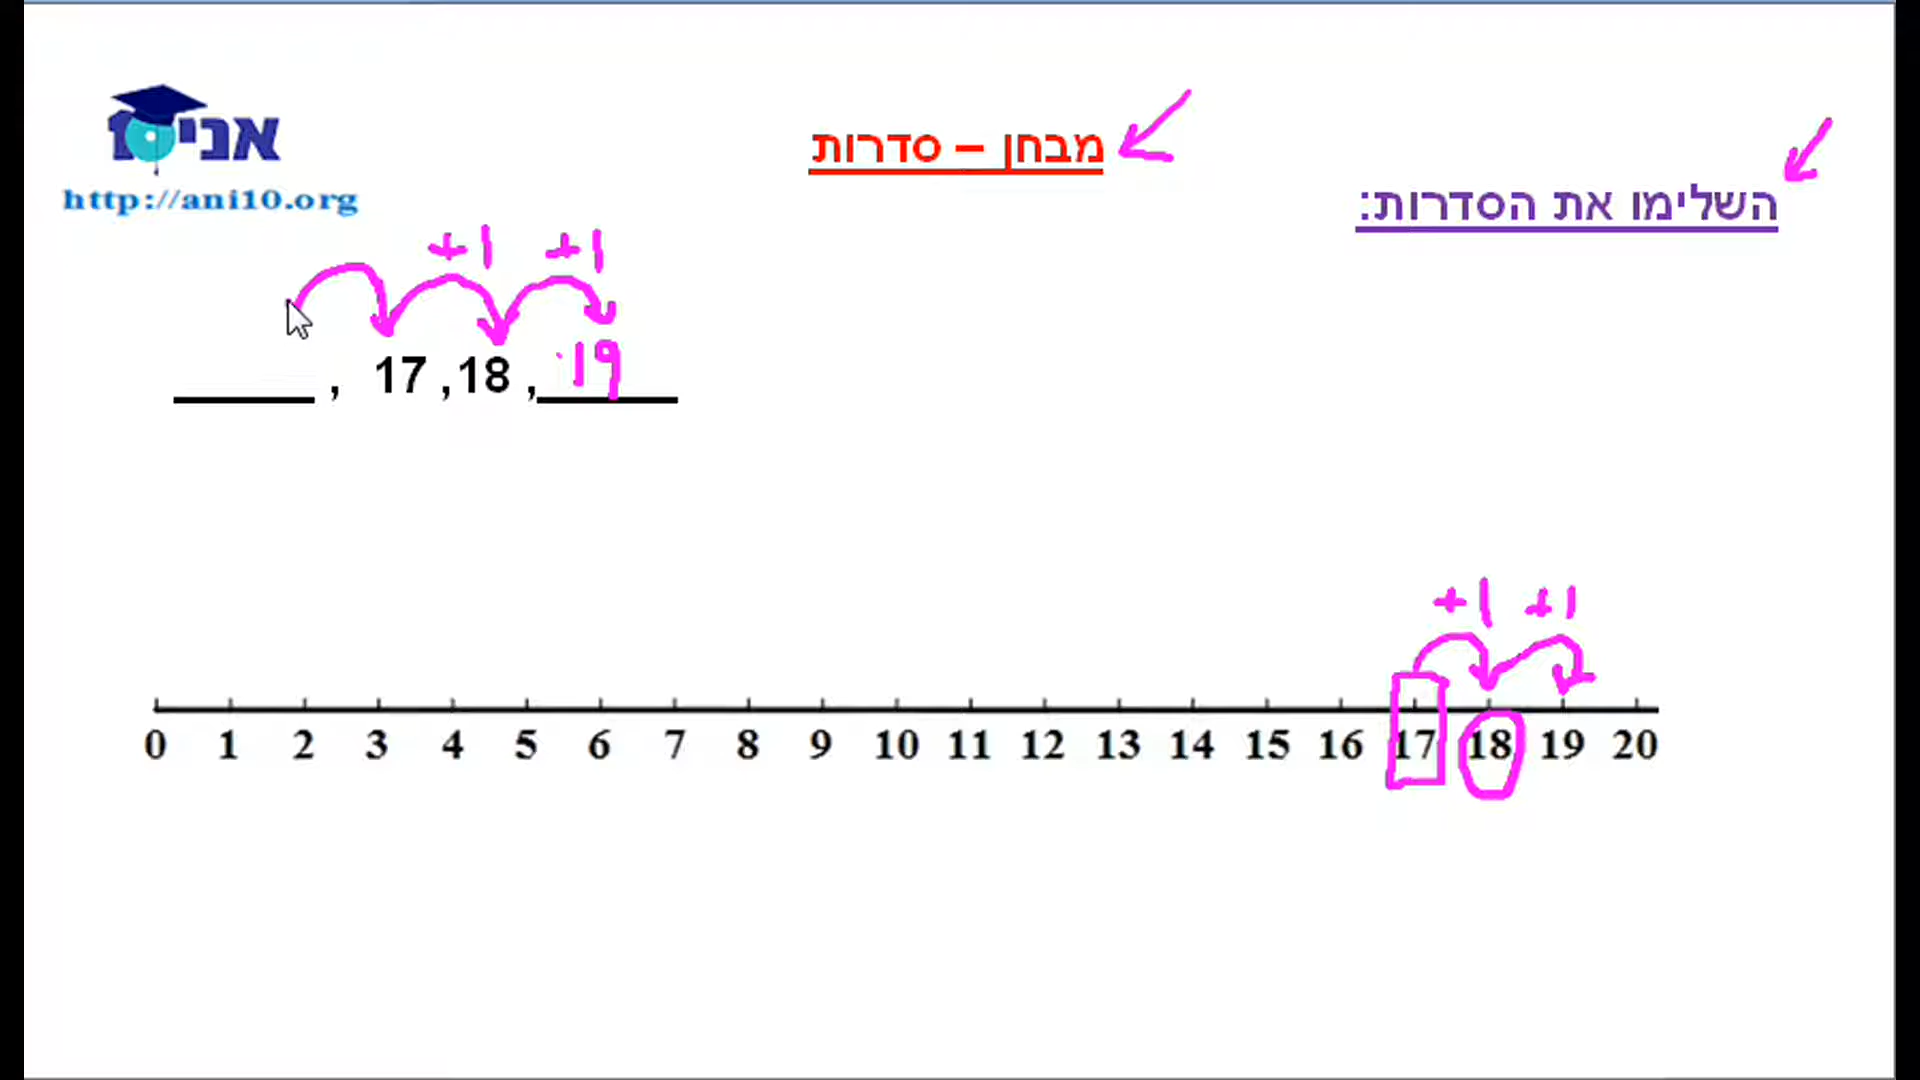 אני10
http://ani10.org
מבחן – סדרות
השלימו את הסדרות:
+1 +1
_____ , 17 ,18 , 19
+1 +1
0 1 2 3 4 5 6 7 8 9 10 11 12 13 14 15 16 17 18 19 20